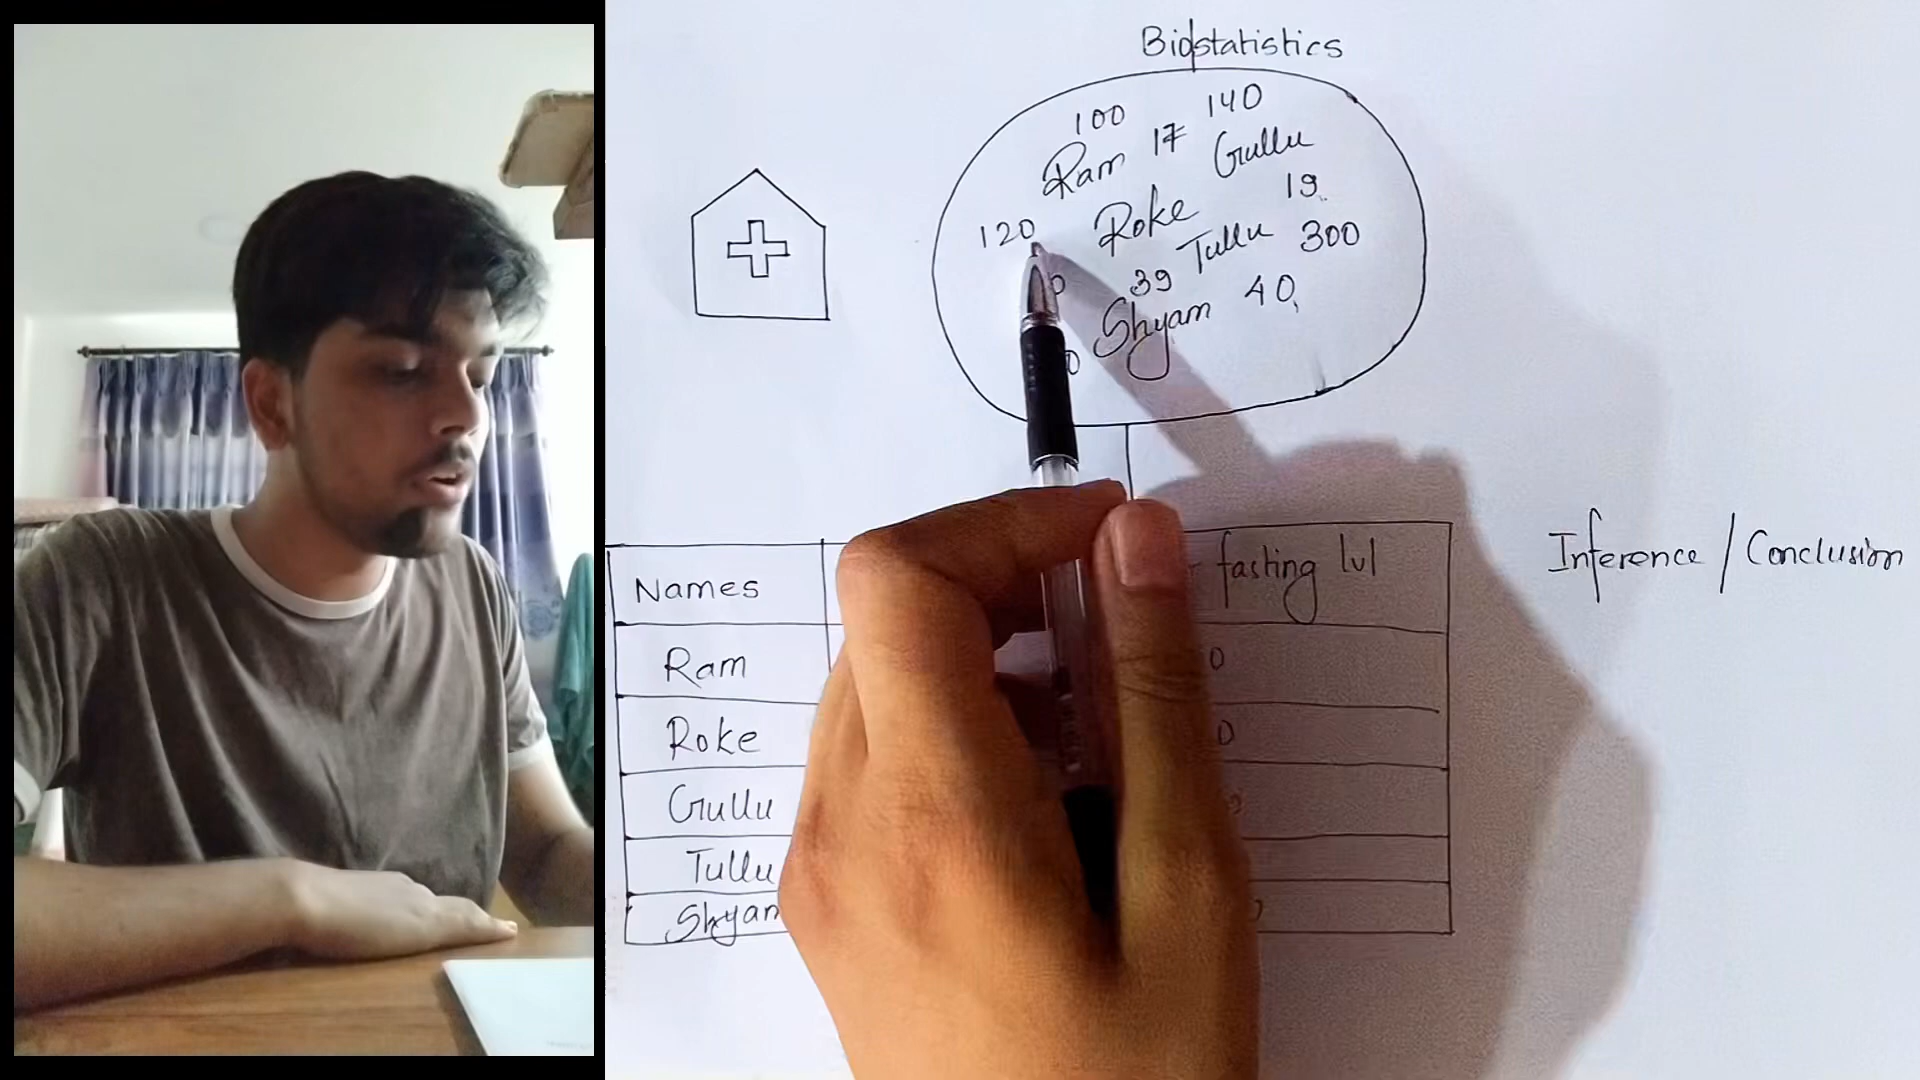 Biostatistics
100 140
Ram 17 Gullu
19
120 Roke
Tullu 300
39
Shyam 40
Names
fasting lvl
Inference / Conclusion
Ram
Roke
Gullu
Tullu
Shyam